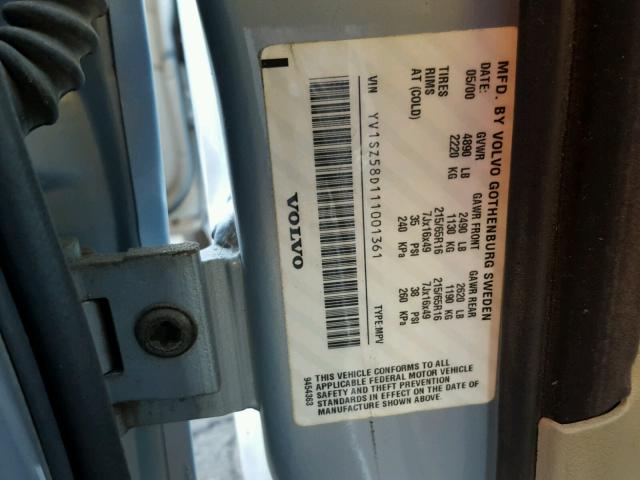 MFD. BY VOLVO GOTHENBURG SWEDEN
DATE: GVWR GAWR FRONT GAWR REAR
05/00 4890 LB 2490 LB 2620 LB
2220 KG 1130 KG 1190 KG
TIRES 215/65R16 215/65R16
RIMS 7Jx16x49 7Jx16x49
AT (COLD) 35 PSI 38 PSI
240 KPa 260 KPa
VIN YV1SZ58D111001361 TYPE:MPV
VOLVO
THIS VEHICLE CONFORMS TO ALL
APPLICABLE FEDERAL MOTOR VEHICLE
SAFETY AND THEFT PREVENTION
STANDARDS IN EFFECT ON THE DATE OF
MANUFACTURE SHOWN ABOVE.
9454383